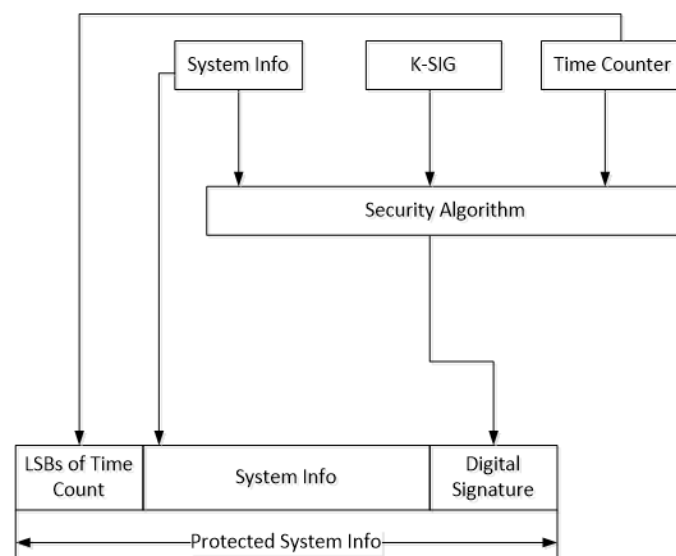 System Info
K-SIG
Time Counter
Security Algorithm
LSBs of Time
Count
System Info
Digital
Signature
Protected System Info